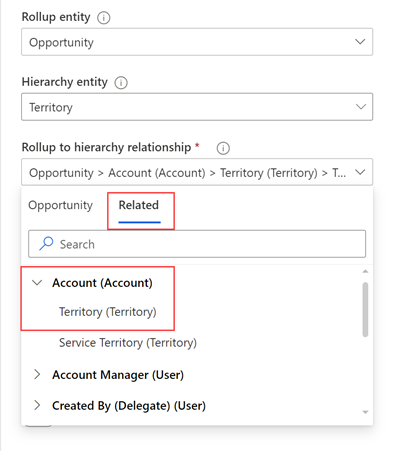 Rollup entity
Opportunity
Hierarchy entity
Territory
Rollup to hierarchy relationship *
Opportunity > Account (Account) > Territory (Territory) > T...
Opportunity Related
Search
Account (Account)
Territory (Territory)
Service Territory (Territory)
Account Manager (User)
Created By (Delegate) (User)